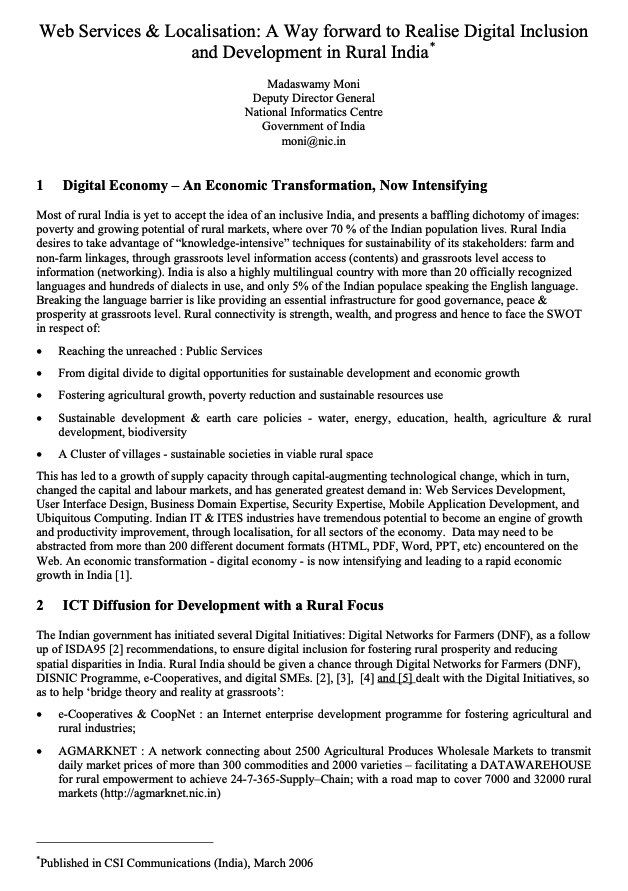 Web Services & Localisation: A Way forward to Realise Digital Inclusion
and Development in Rural India*
Madaswamy Moni
Deputy Director General
National Informatics Centre
Government of India
moni@nic.in
1 Digital Economy – An Economic Transformation, Now Intensifying
Most of rural India is yet to accept the idea of an inclusive India, and presents a baffling dichotomy of images:
poverty and growing potential of rural markets, where over 70 % of the Indian population lives. Rural India
desires to take advantage of “knowledge-intensive” techniques for sustainability of its stakeholders: farm and
non-farm linkages, through grassroots level information access (contents) and grassroots level access to
information (networking). India is also a highly multilingual country with more than 20 officially recognized
languages and hundreds of dialects in use, and only 5% of the Indian populace speaking the English language.
Breaking the language barrier is like providing an essential infrastructure for good governance, peace &
prosperity at grassroots level. Rural connectivity is strength, wealth, and progress and hence to face the SWOT
in respect of:
• Reaching the unreached : Public Services
• From digital divide to digital opportunities for sustainable development and economic growth
• Fostering agricultural growth, poverty reduction and sustainable resources use
• Sustainable development & earth care policies - water, energy, education, health, agriculture & rural
development, biodiversity
• A Cluster of villages - sustainable societies in viable rural space
This has led to a growth of supply capacity through capital-augmenting technological change, which in turn,
changed the capital and labour markets, and has generated greatest demand in: Web Services Development,
User Interface Design, Business Domain Expertise, Security Expertise, Mobile Application Development, and
Ubiquitous Computing. Indian IT & ITES industries have tremendous potential to become an engine of growth
and productivity improvement, through localisation, for all sectors of the economy. Data may need to be
abstracted from more than 200 different document formats (HTML, PDF, Word, PPT, etc) encountered on the
Web. An economic transformation - digital economy - is now intensifying and leading to a rapid economic
growth in India [1].
2 ICT Diffusion for Development with a Rural Focus
The Indian government has initiated several Digital Initiatives: Digital Networks for Farmers (DNF), as a follow
up of ISDA95 [2] recommendations, to ensure digital inclusion for fostering rural prosperity and reducing
spatial disparities in India. Rural India should be given a chance through Digital Networks for Farmers (DNF),
DISNIC Programme, e-Cooperatives, and digital SMEs. [2], [3], [4] and [5] dealt with the Digital Initiatives, so
as to help ‘bridge theory and reality at grassroots’:
• e-Cooperatives & CoopNet : an Internet enterprise development programme for fostering agricultural and
rural industries;
• AGMARKNET : A network connecting about 2500 Agricultural Produces Wholesale Markets to transmit
daily market prices of more than 300 commodities and 2000 varieties – facilitating a DATAWAREHOUSE
for rural empowerment to achieve 24-7-365-Supply–Chain; with a road map to cover 7000 and 32000 rural
markets (http://agmarknet.nic.in)
*Published in CSI Communications (India), March 2006